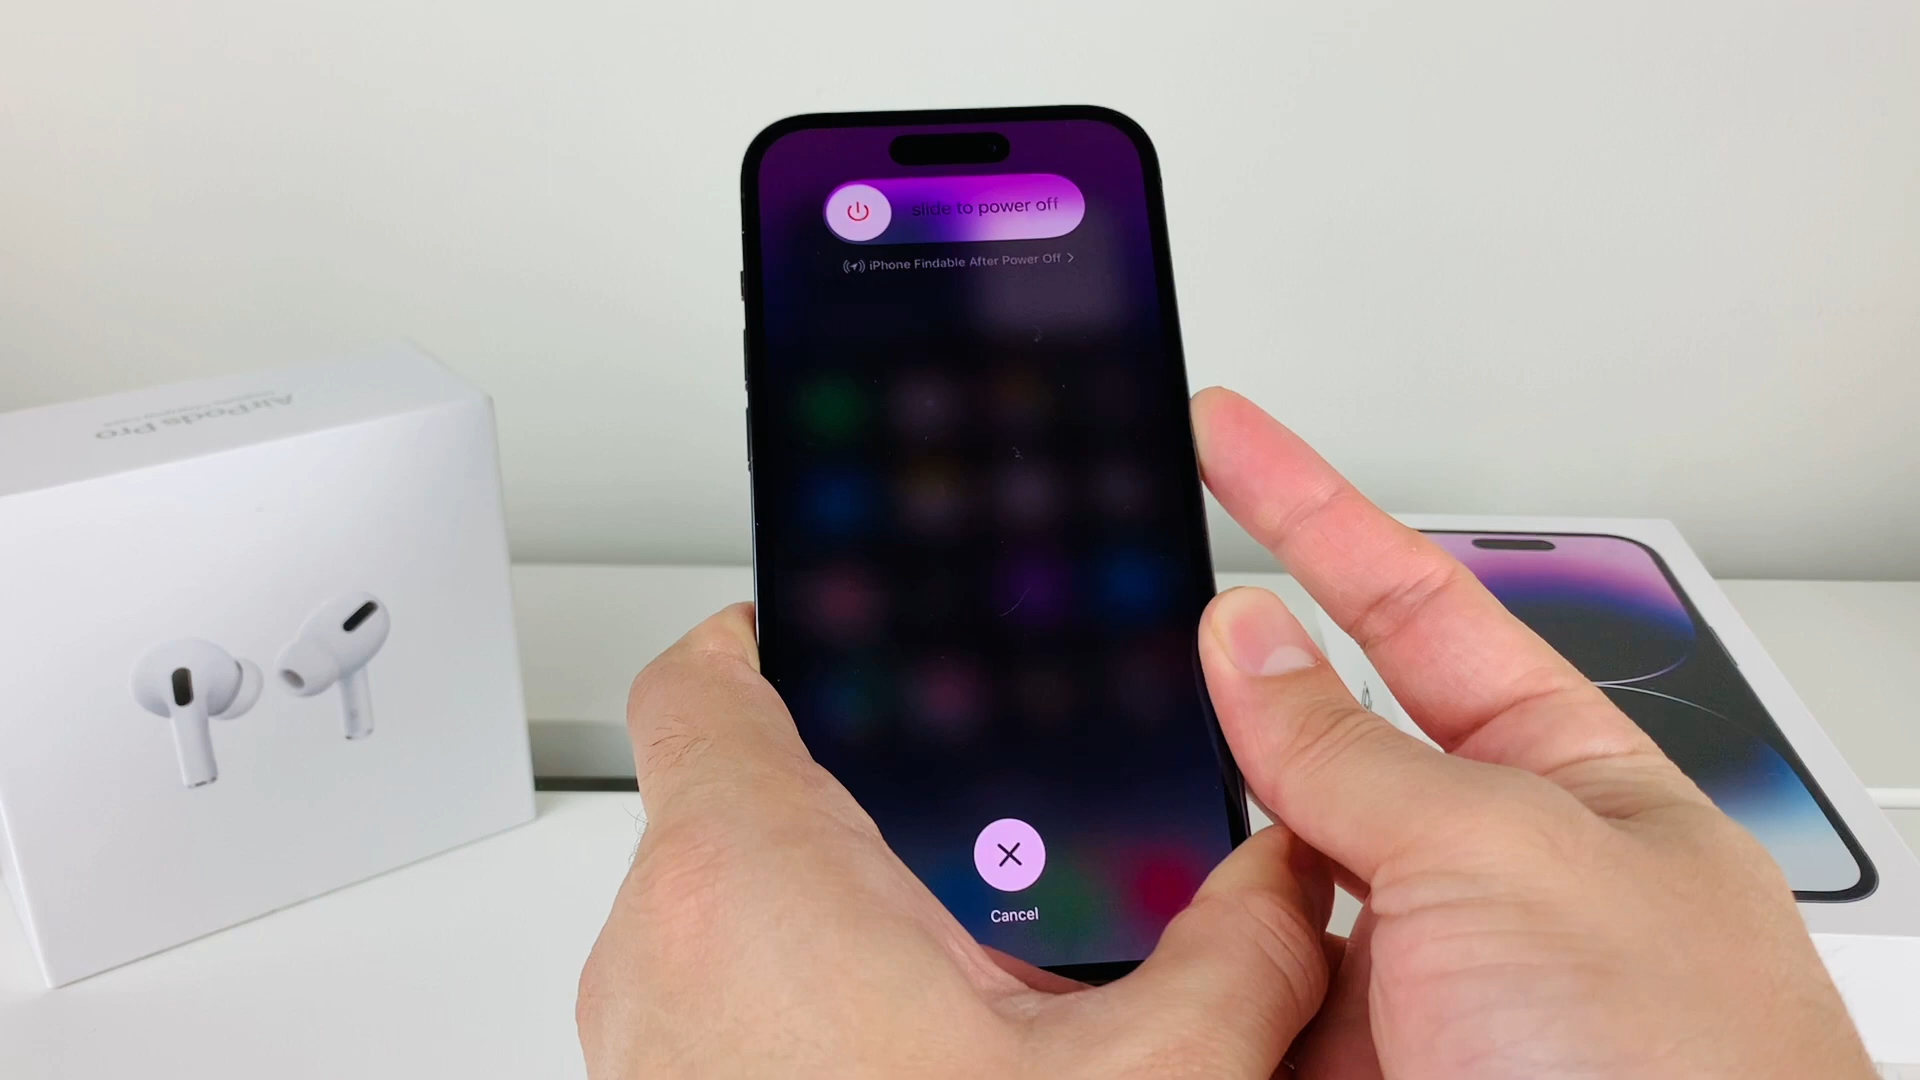 slide to power off
iPhone Findable After Power Off
Cancel
AirPods Pro